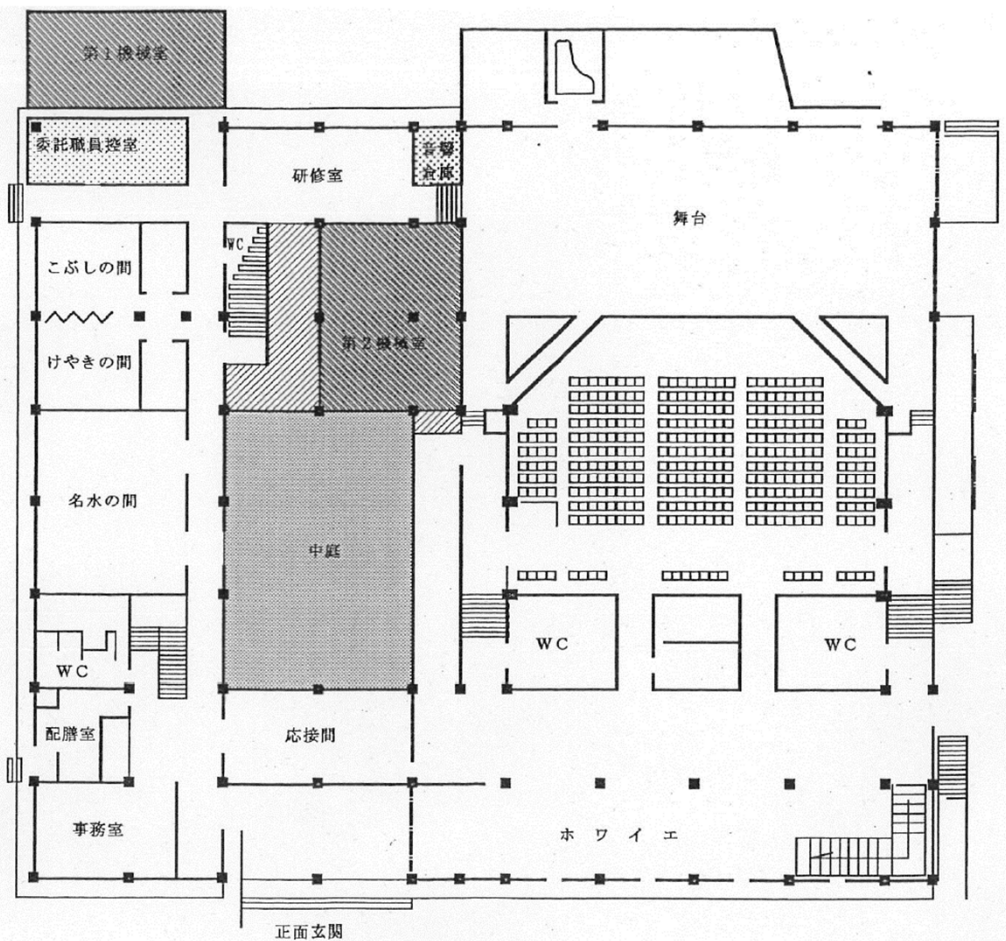 第1機械室
委託職員控室
研修室
音響
倉庫
舞台
WC
こぶしの間
けやきの間
第2機械室
名水の間
中庭
WC
WC
WC
配膳室
応接間
事務室
ホワイエ
正面玄関